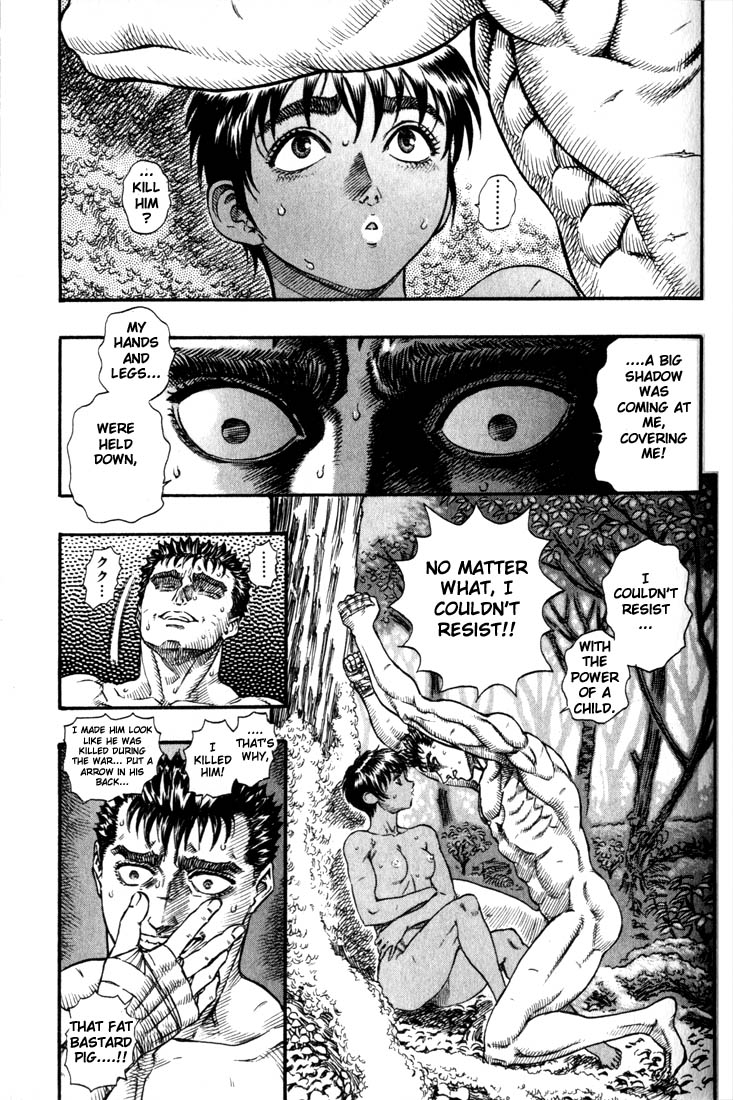 ...
KILL
HIM
?
......
MY
HANDS
AND
LEGS...
WERE
HELD
DOWN,
....A BIG
SHADOW
WAS
COMING AT
ME,
COVERING
ME!
I
COULDN'T
RESIST
...
WITH
THE
POWER
OF A
CHILD.
NO MATTER
WHAT, I
COULDN'T
RESIST!!
....
クク...
....
THAT'S
WHY,
I
KILLED
HIM!
I MADE HIM LOOK
LIKE HE WAS
KILLED DURING
THE WAR... PUT A
ARROW IN HIS
BACK...
THAT FAT
BASTARD
PIG....!!